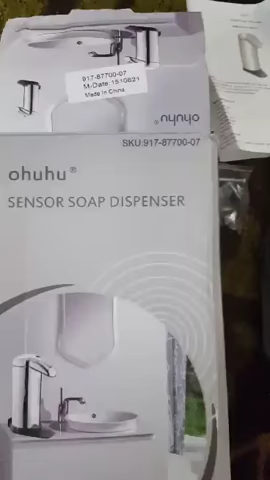 917-87700-07
M/Date: 1510621
Made in China
ohuhu®
SKU:917-87700-07
ohuhu®
SENSOR SOAP DISPENSER